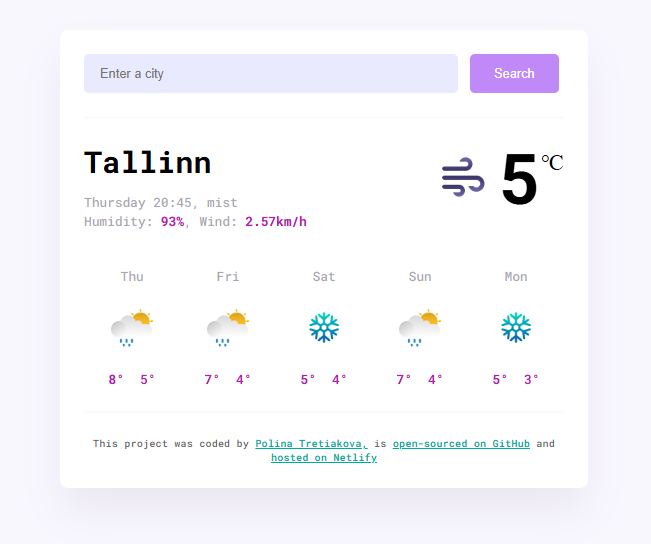 Enter a city
Search
Tallinn
5°C
Thursday 20:45, mist
Humidity: 93%, Wind: 2.57km/h
Thu Fri Sat Sun Mon
8° 5° 7° 4° 5° 4° 7° 4° 5° 3°
This project was coded by Polina Tretiakova, is open-sourced on GitHub and
hosted on Netlify